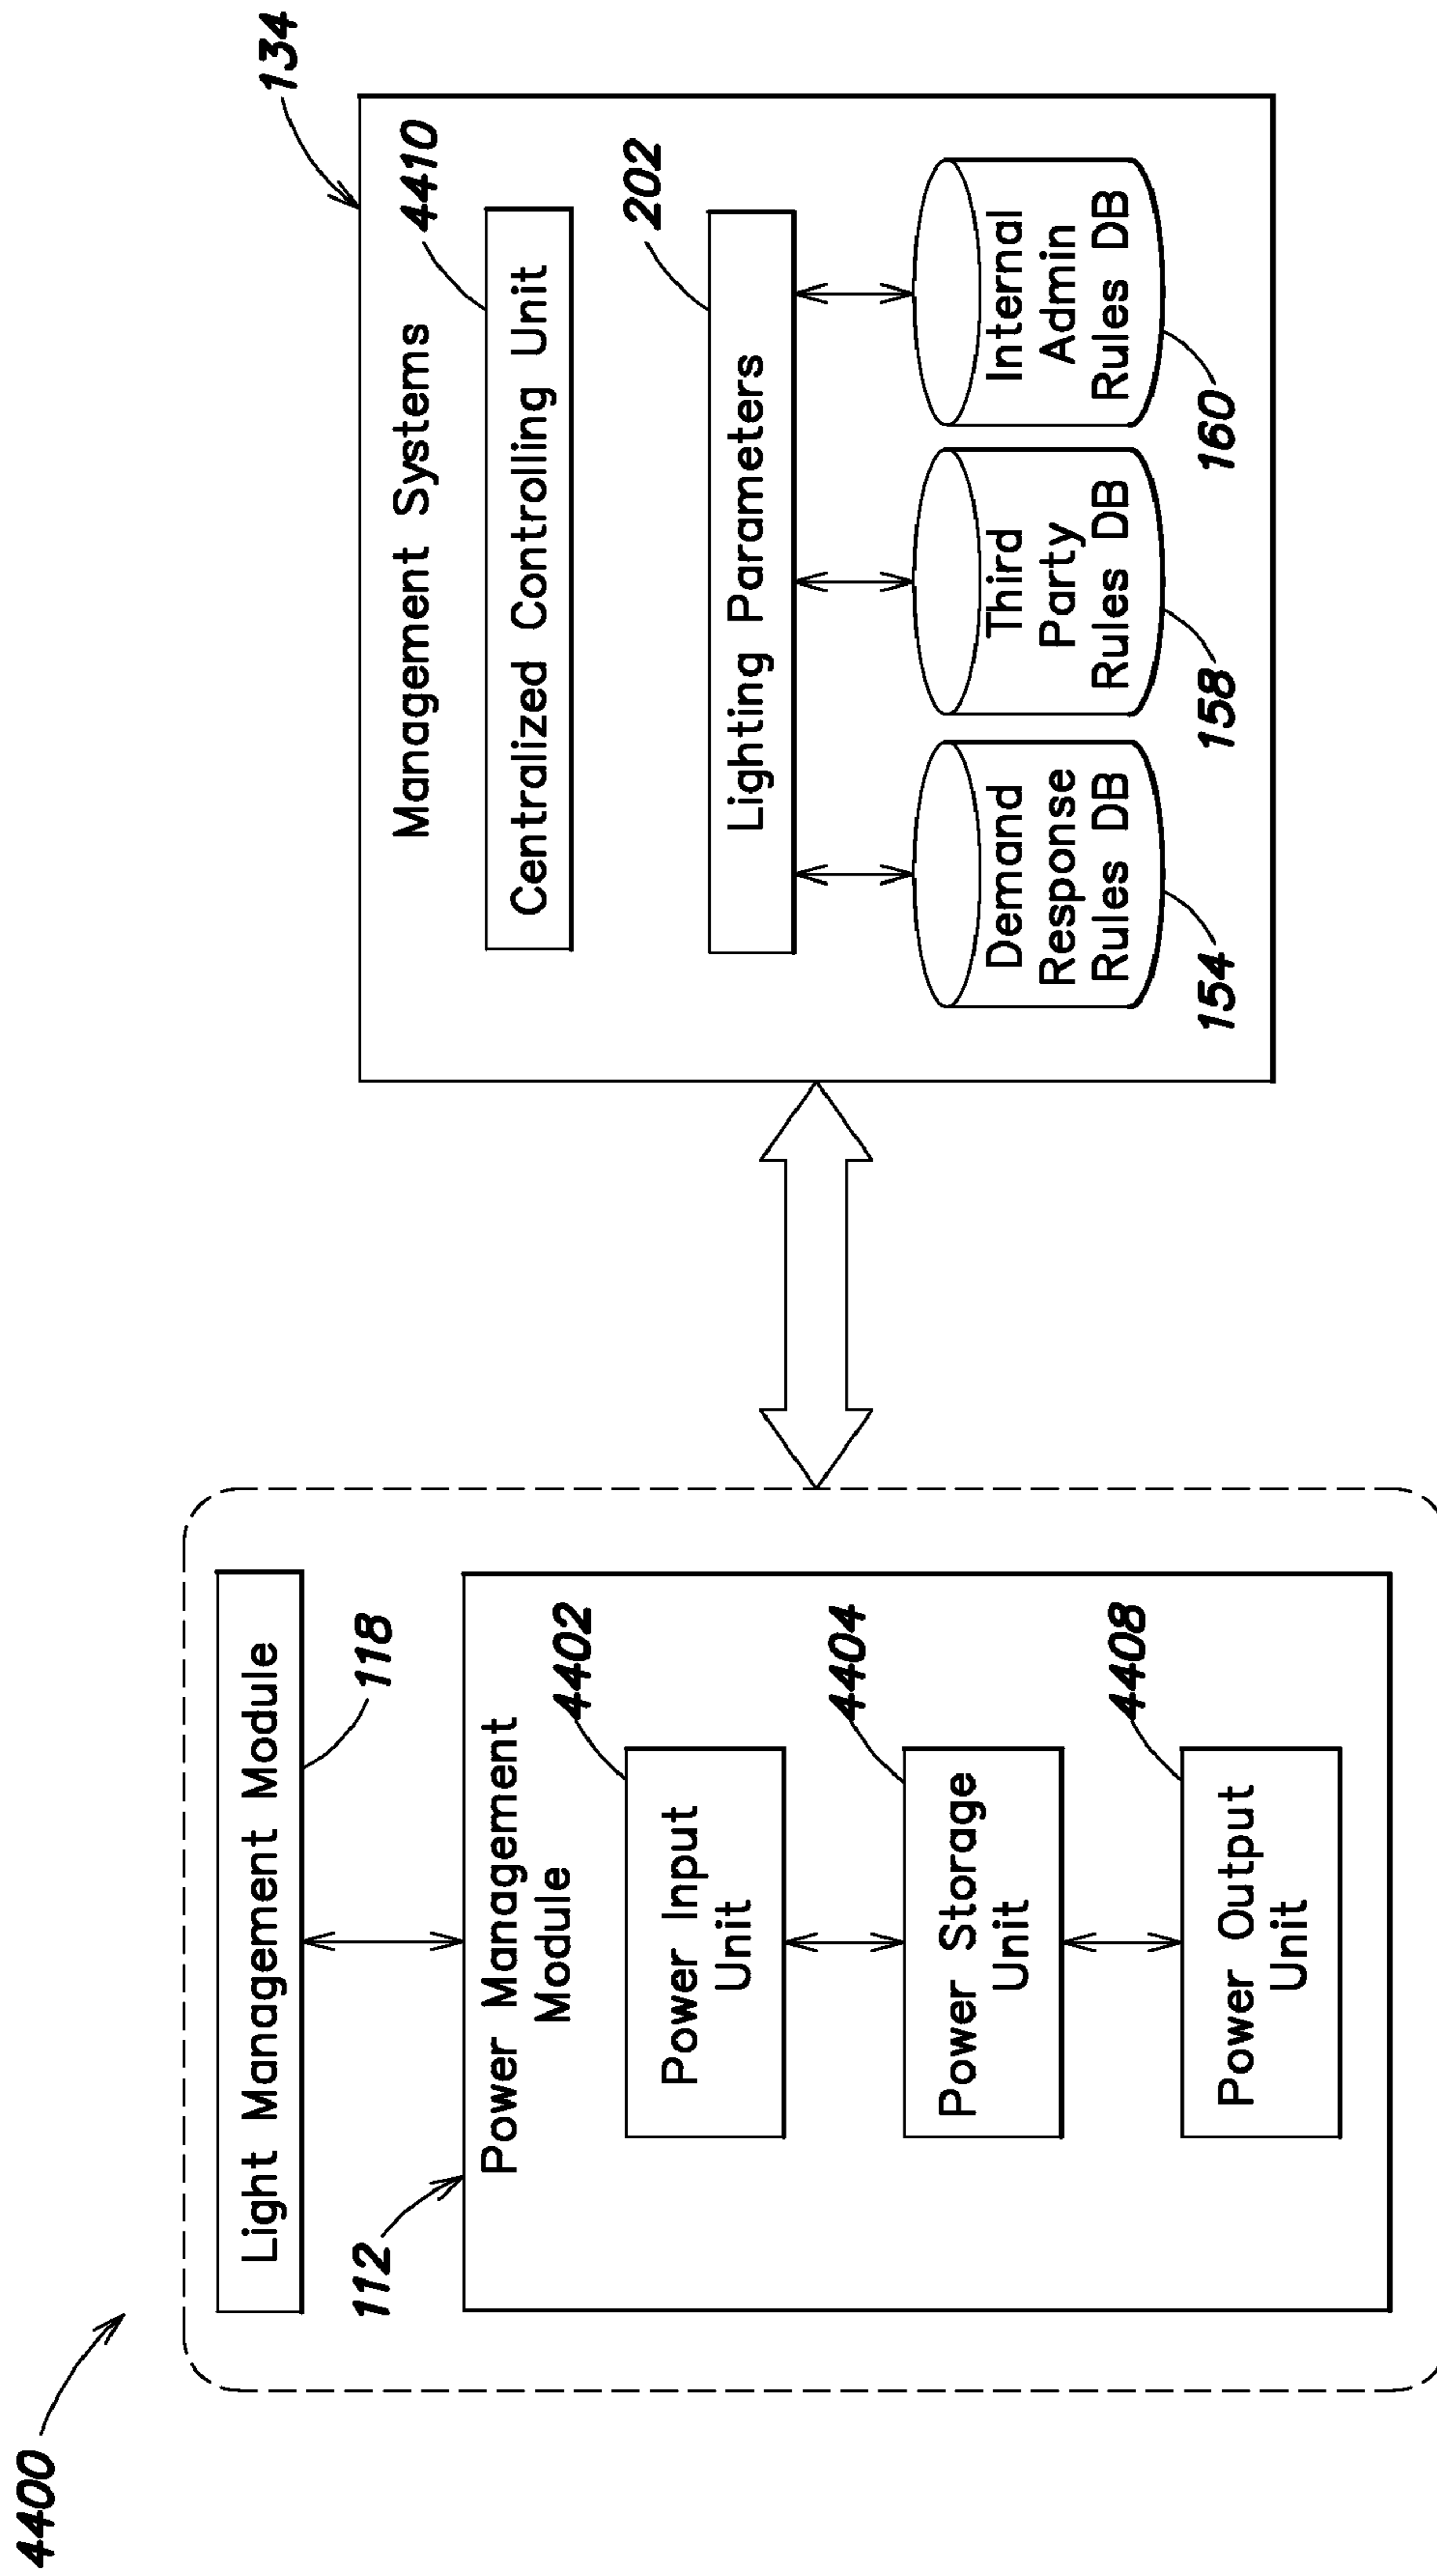 4400
Light Management Module
118
112
Power Management
Module
4402
Power Input
Unit
4404
Power Storage
Unit
4408
Power Output
Unit
134
Management Systems
4410
Centralized Controlling Unit
202
Lighting Parameters
Demand
Response
Rules DB
154
Third
Party
Rules DB
158
Internal
Admin
Rules DB
160